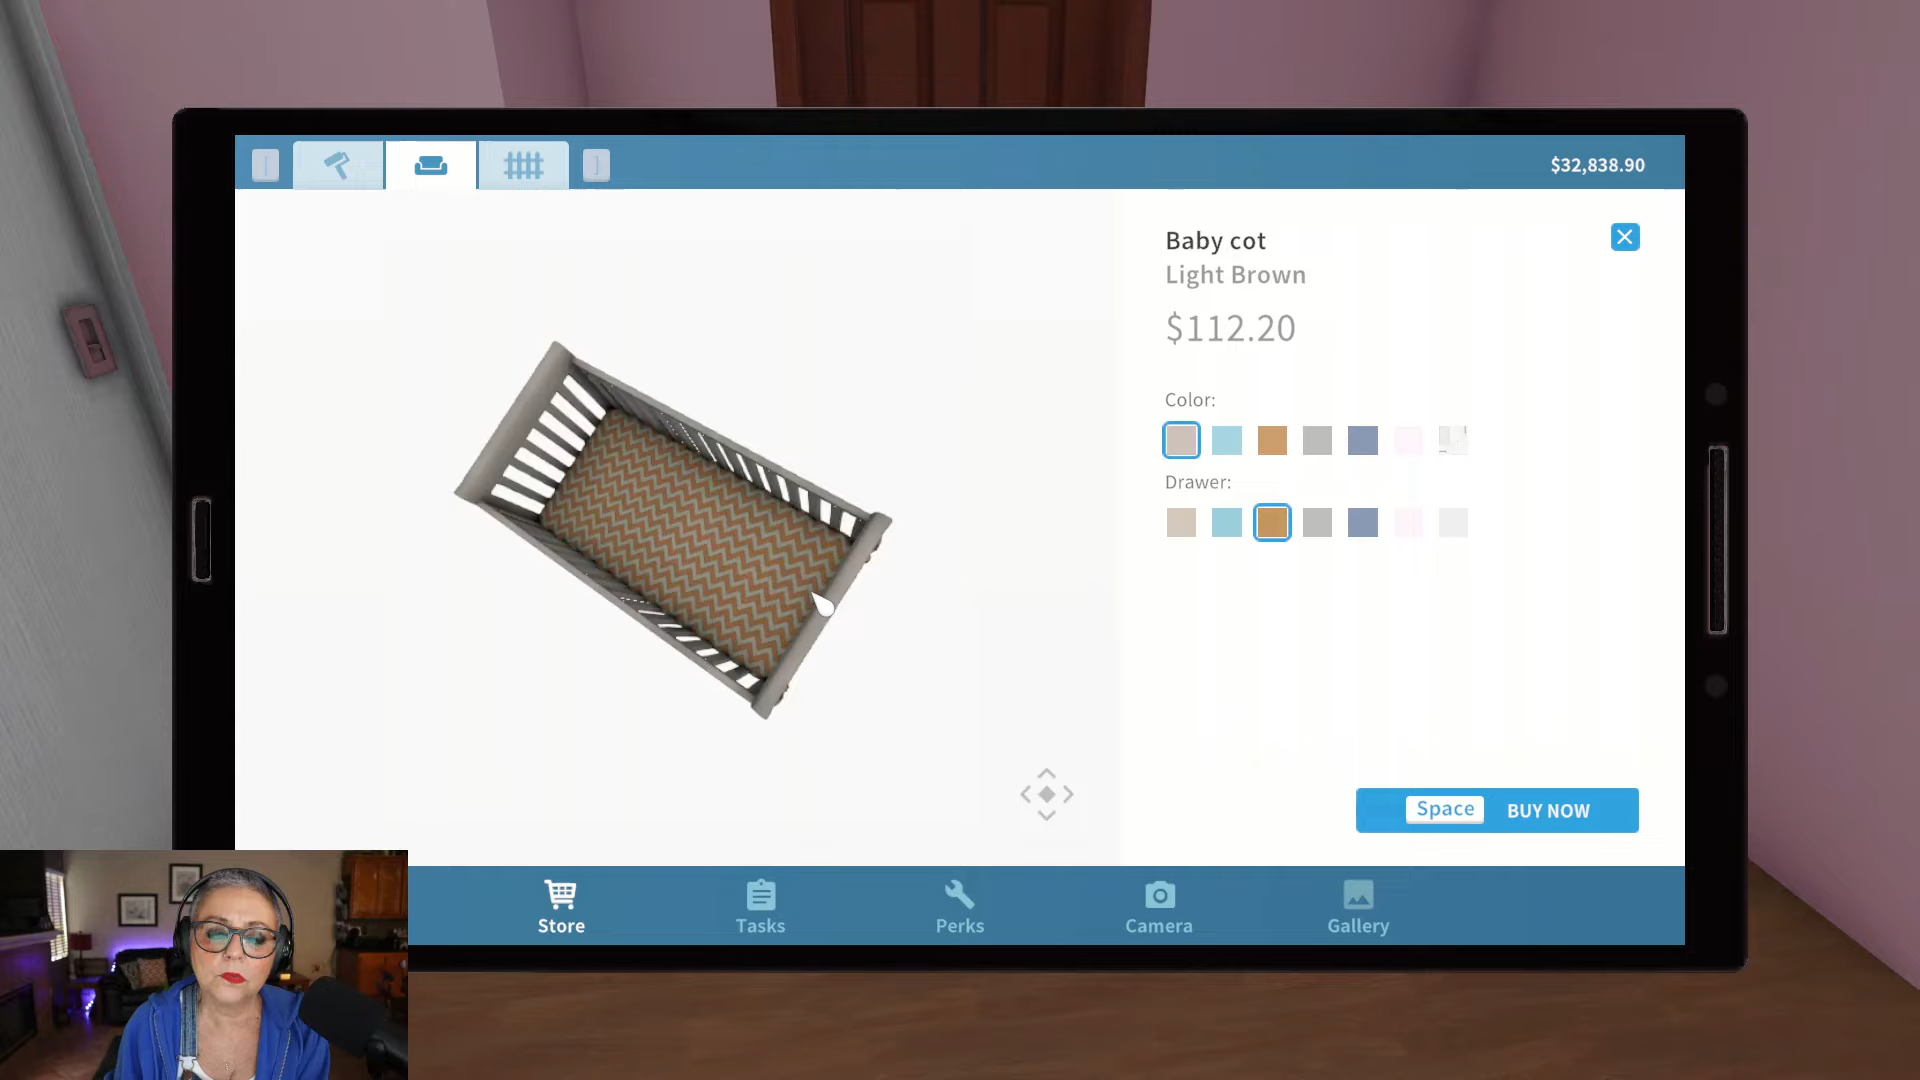 $32,838.90
Baby cot
Light Brown
$112.20
Color:
Drawer:
Space BUY NOW
Store
Tasks
Perks
Camera
Gallery